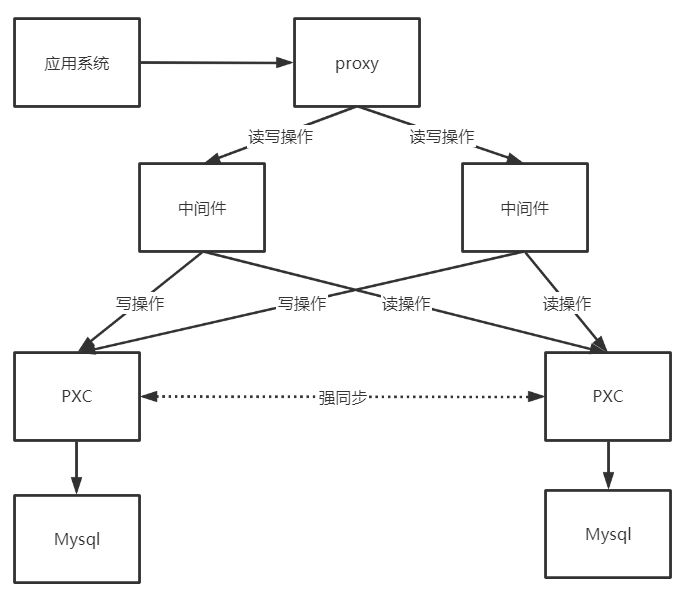 应用系统
proxy
读写操作
读写操作
中间件
中间件
写操作
写操作
读操作
读操作
PXC
强同步
PXC
Mysql
Mysql